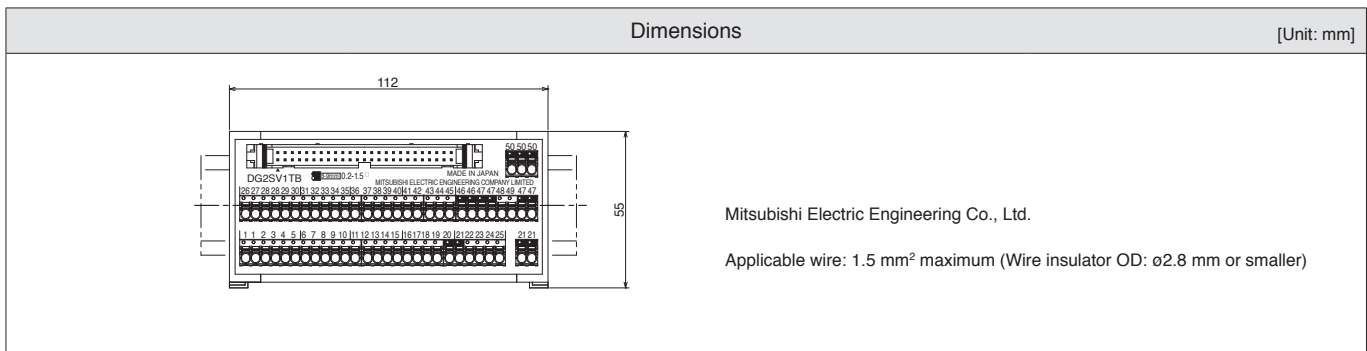 Dimensions
[Unit: mm]
112
50 50 50
DG2SV1TB
0.2-1.5
MADE IN JAPAN
MITSUBISHI ELECTRIC ENGINEERING COMPANY LIMITED
26 27 28 28 29 30 31 32 33 34 35 36 37 38 39 40 41 42 43 44 45 46 46 47 47 48 49 47 47
55
Mitsubishi Electric Engineering Co., Ltd.
1 1 2 3 4 5 6 7 8 9 10 11 12 13 14 15 16 17 18 19 20 21 22 23 24 25 21 21
Applicable wire: 1.5 mm² maximum (Wire insulator OD: ø2.8 mm or smaller)